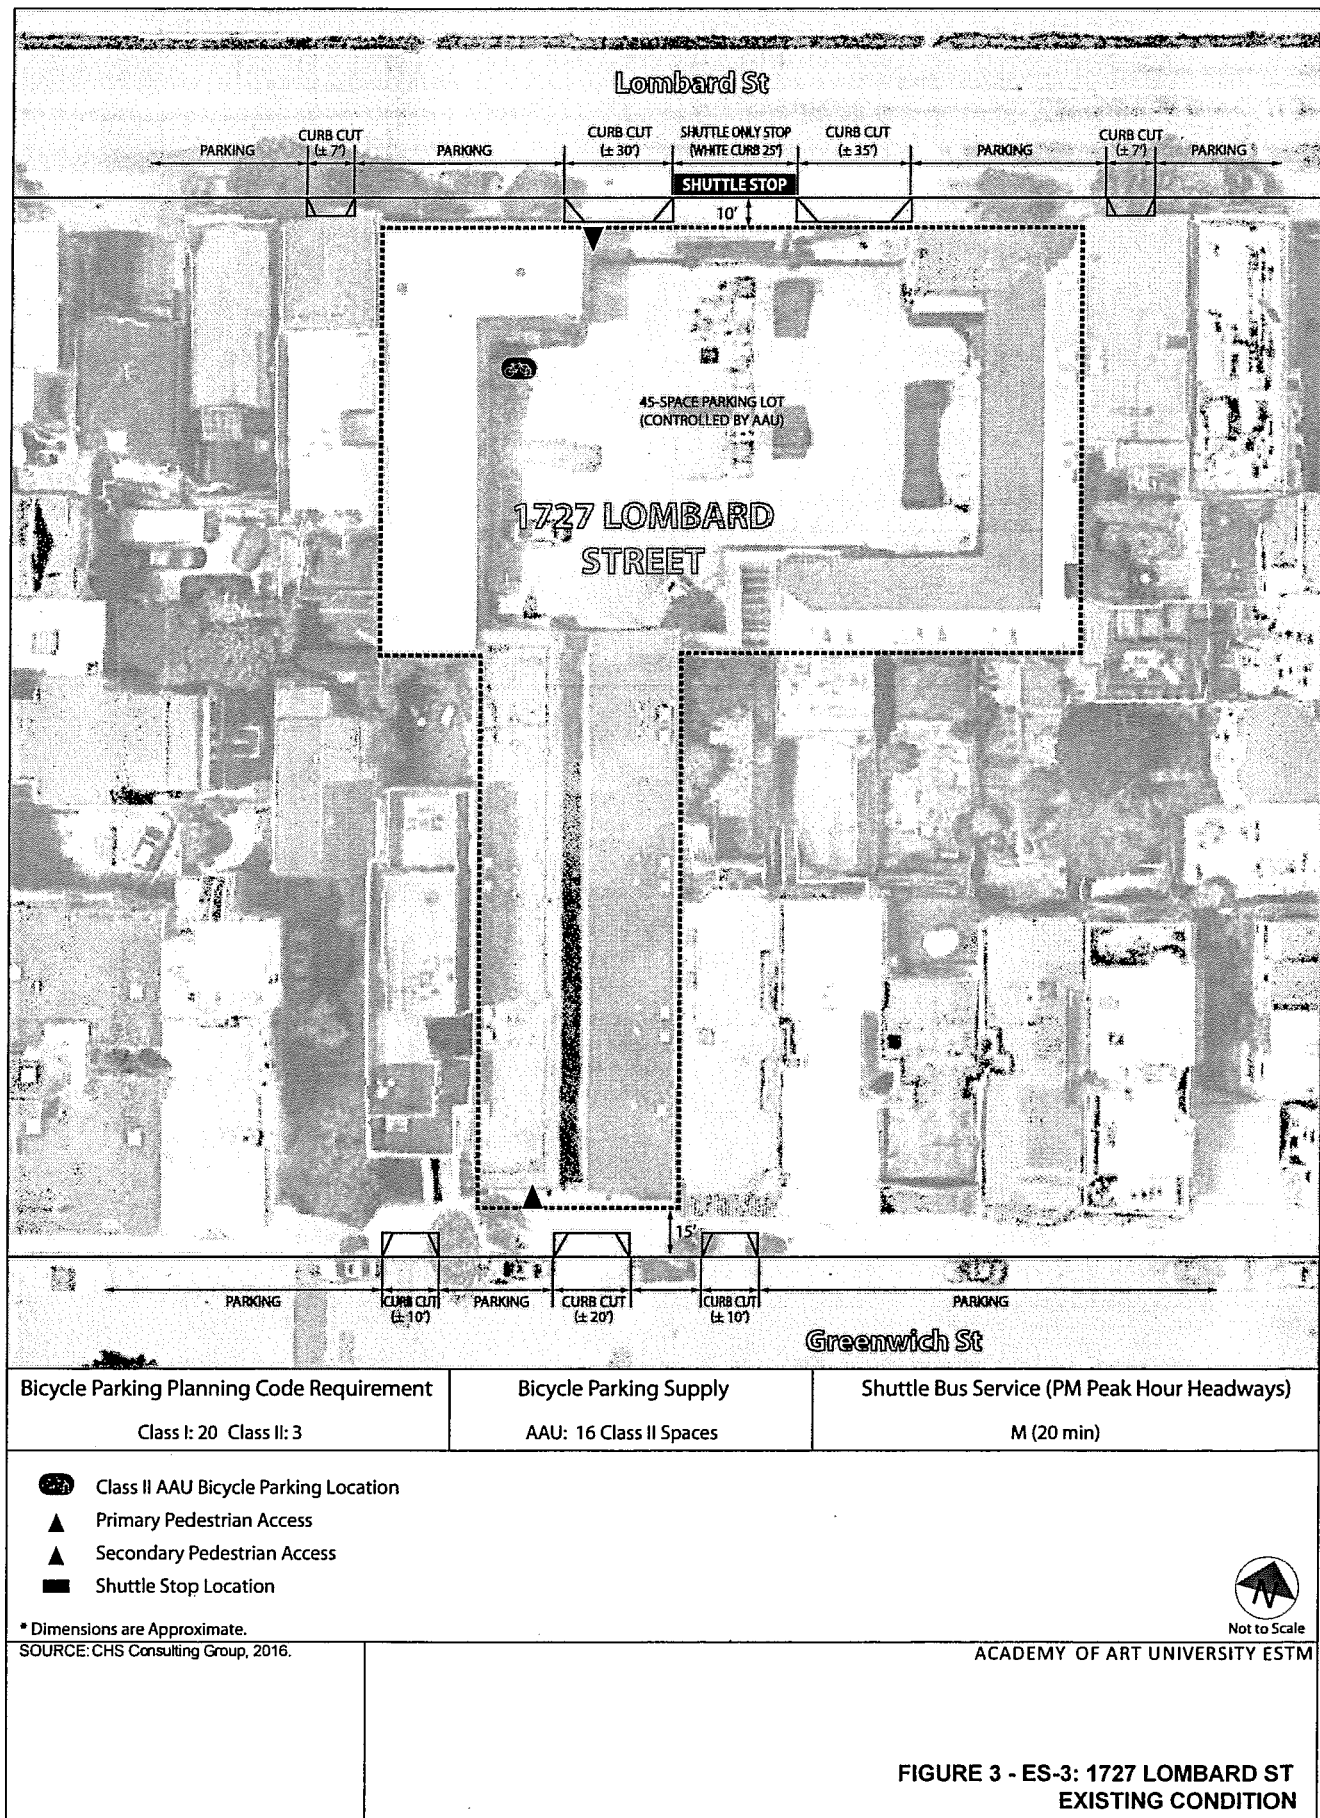 Lombard St
PARKING
CURB CUT
(± 7')
PARKING
CURB CUT
(± 30')
SHUTTLE ONLY STOP
(WHITE CURB 25')
CURB CUT
(± 35')
PARKING
CURB CUT
(± 7')
PARKING
SHUTTLE STOP
10'
45-SPACE PARKING LOT
(CONTROLLED BY AAU)
1727 LOMBARD
STREET
15'
PARKING
CURB CUT
(± 10')
PARKING
CURB CUT
(± 20')
CURB CUT
(± 10')
PARKING
Greenwich St
Bicycle Parking Planning Code Requirement
Class I: 20 Class II: 3
Bicycle Parking Supply
AAU: 16 Class II Spaces
Shuttle Bus Service (PM Peak Hour Headways)
M (20 min)
Class II AAU Bicycle Parking Location
Primary Pedestrian Access
Secondary Pedestrian Access
Shuttle Stop Location
* Dimensions are Approximate.
N
Not to Scale
SOURCE: CHS Consulting Group, 2016.
ACADEMY OF ART UNIVERSITY ESTM
FIGURE 3 - ES-3: 1727 LOMBARD ST
EXISTING CONDITION